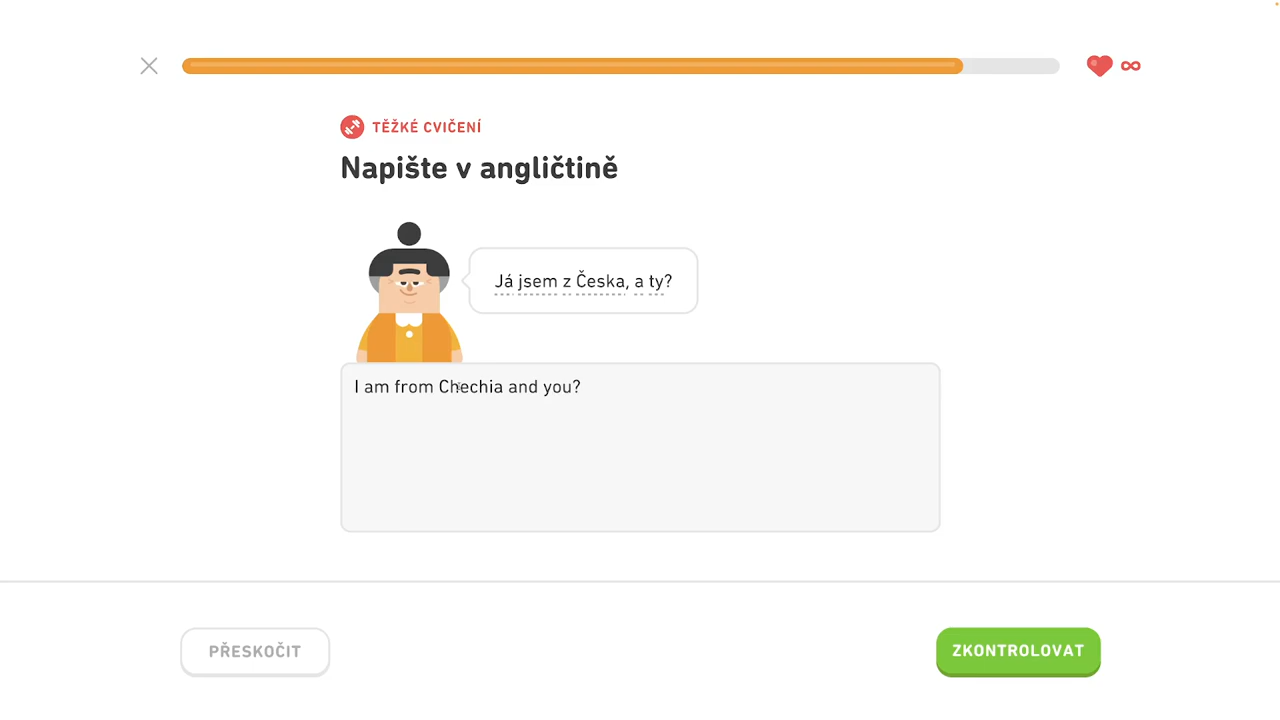 TĚŽKÉ CVIČENÍ
Napište v angličtině
Já jsem z Česka, a ty?
I am from Chechia and you?
PŘESKOČIT
ZKONTROLOVAT